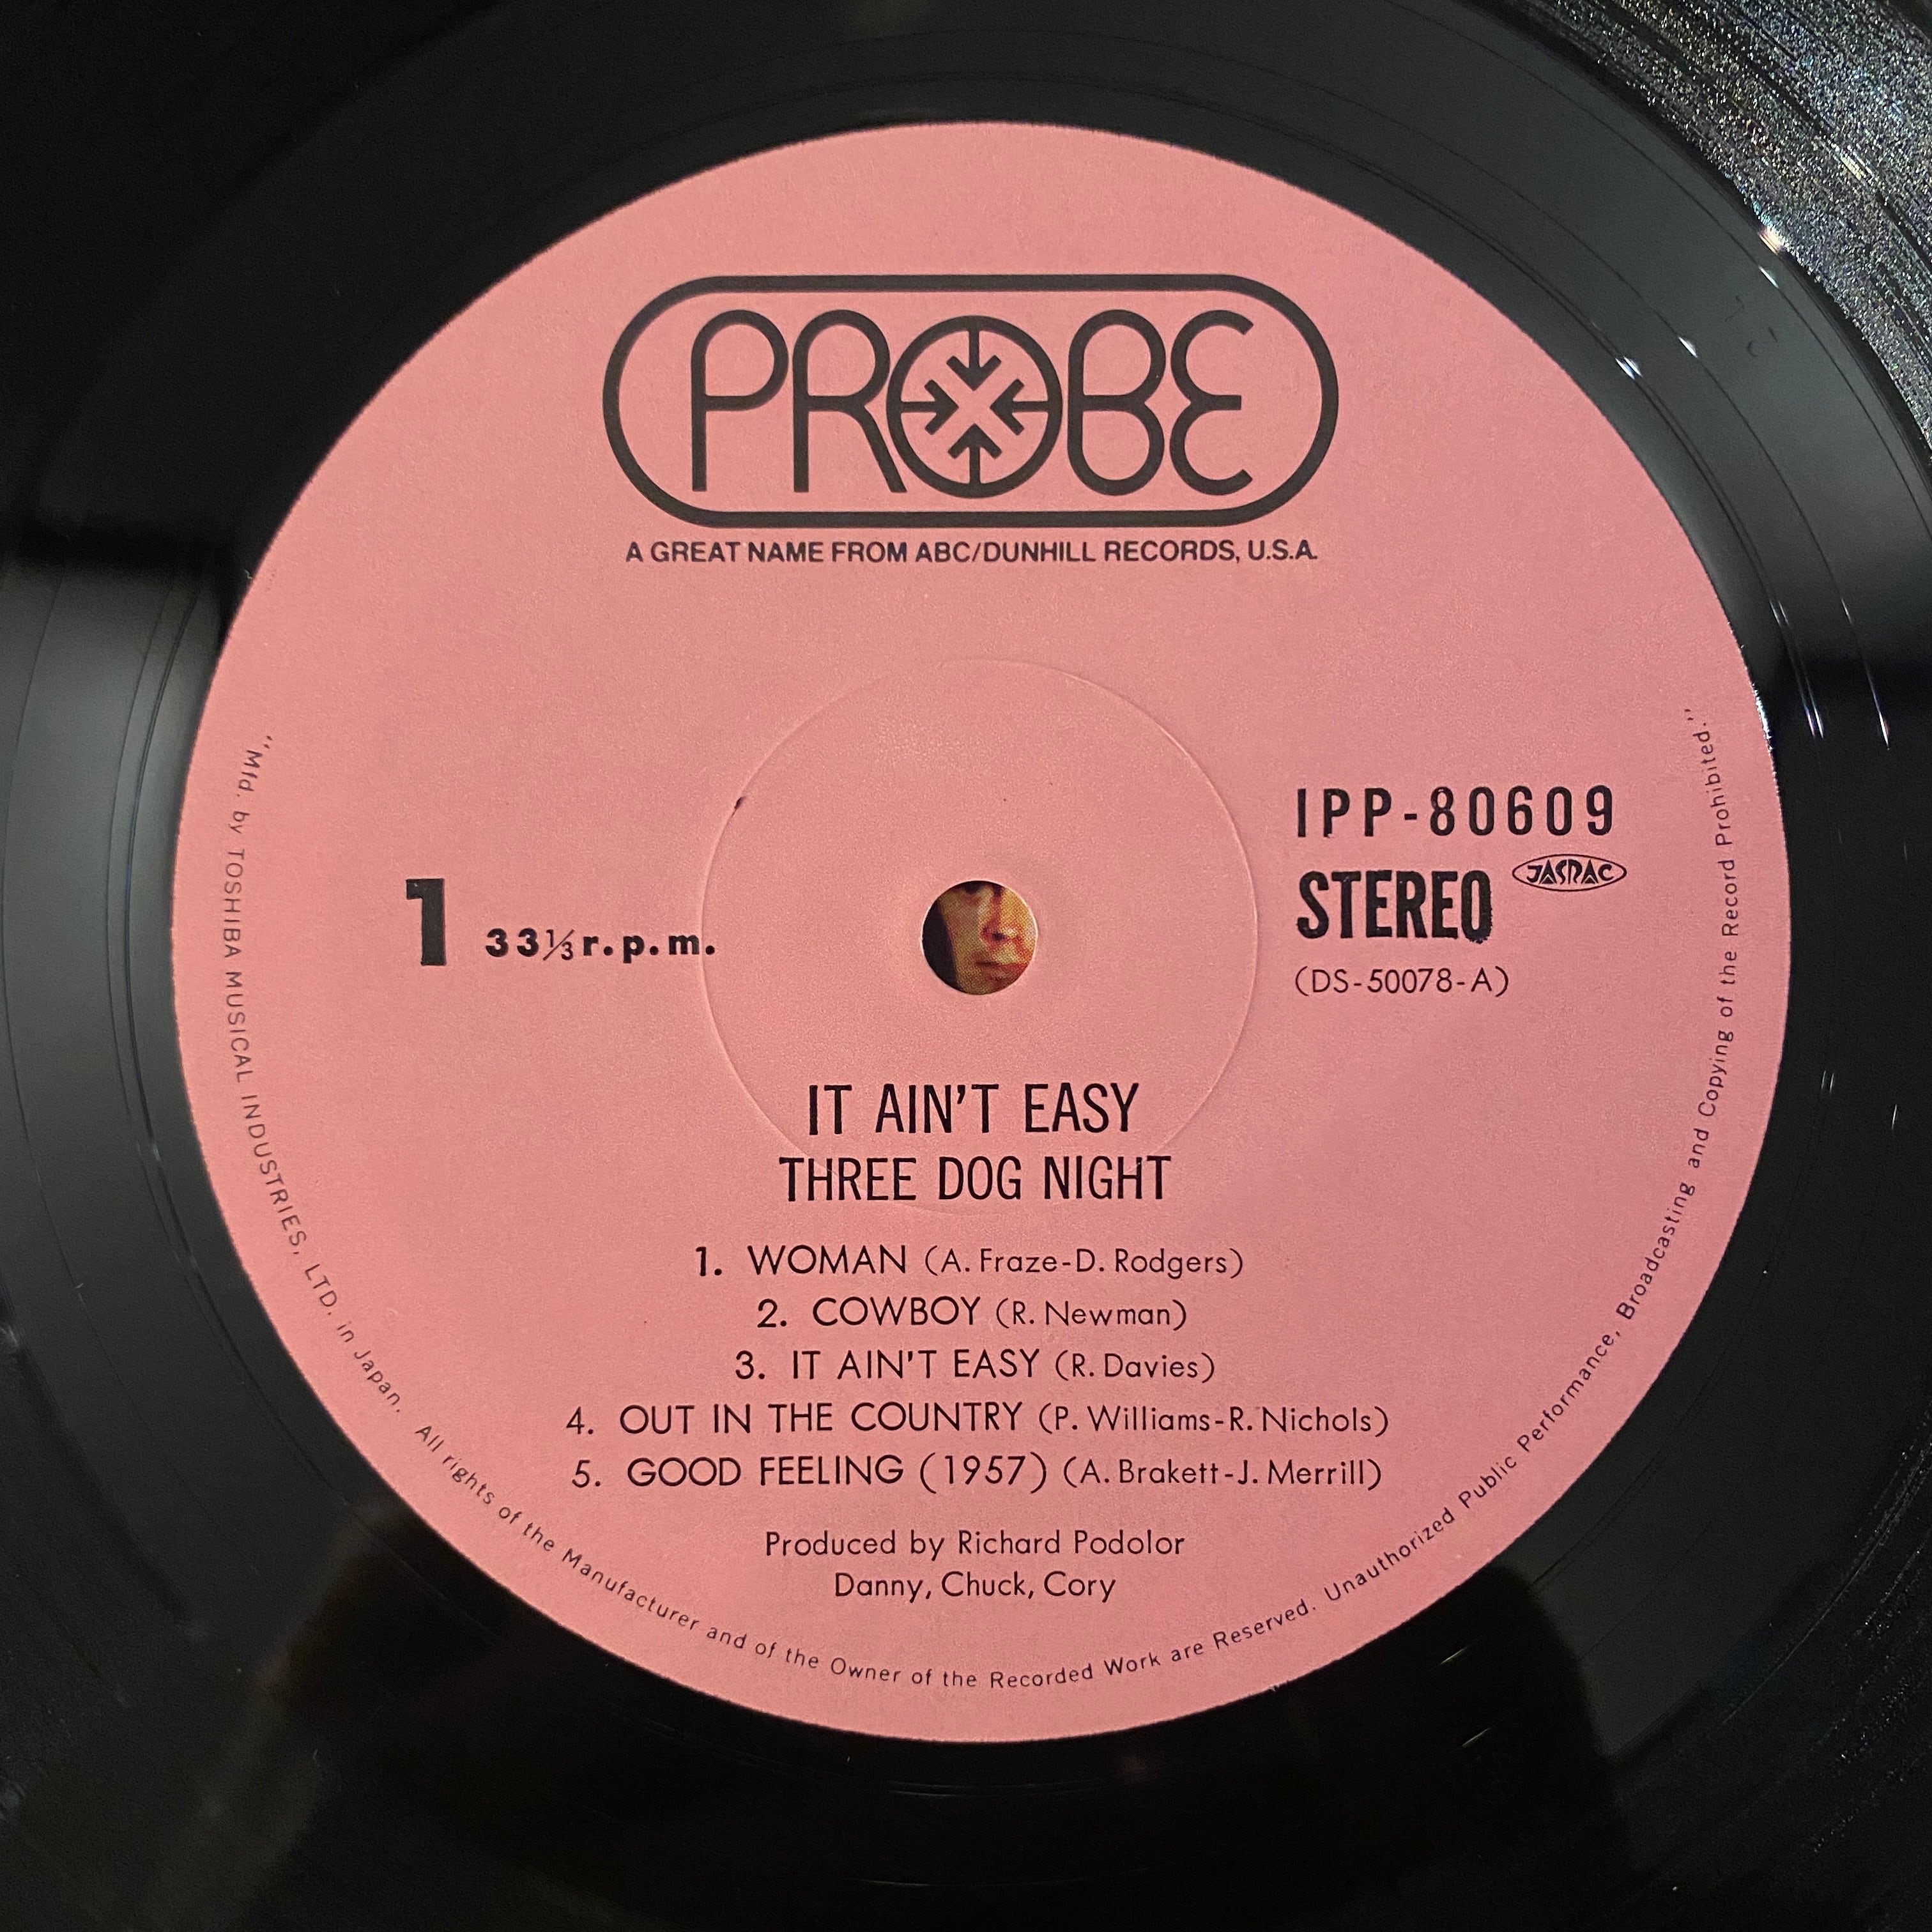 PROBE
A GREAT NAME FROM ABC/DUNHILL RECORDS, U.S.A.
IPP-80609
STEREO JASRAC
(DS-50078-A)
1 33⅓ r.p.m.
IT AIN'T EASY
THREE DOG NIGHT
1. WOMAN (A. Fraze-D. Rodgers)
2. COWBOY (R. Newman)
3. IT AIN'T EASY (R. Davies)
4. OUT IN THE COUNTRY (P. Williams-R. Nichols)
5. GOOD FEELING (1957) (A. Brakett-J. Merrill)
Produced by Richard Podolor
Danny, Chuck, Cory
"Mfd. by TOSHIBA MUSICAL INDUSTRIES, LTD. in Japan. All rights of the Manufacturer and of the Owner of the Recorded Work are Reserved. Unauthorized Public Performance, Broadcasting and Copying of the Record Prohibited."